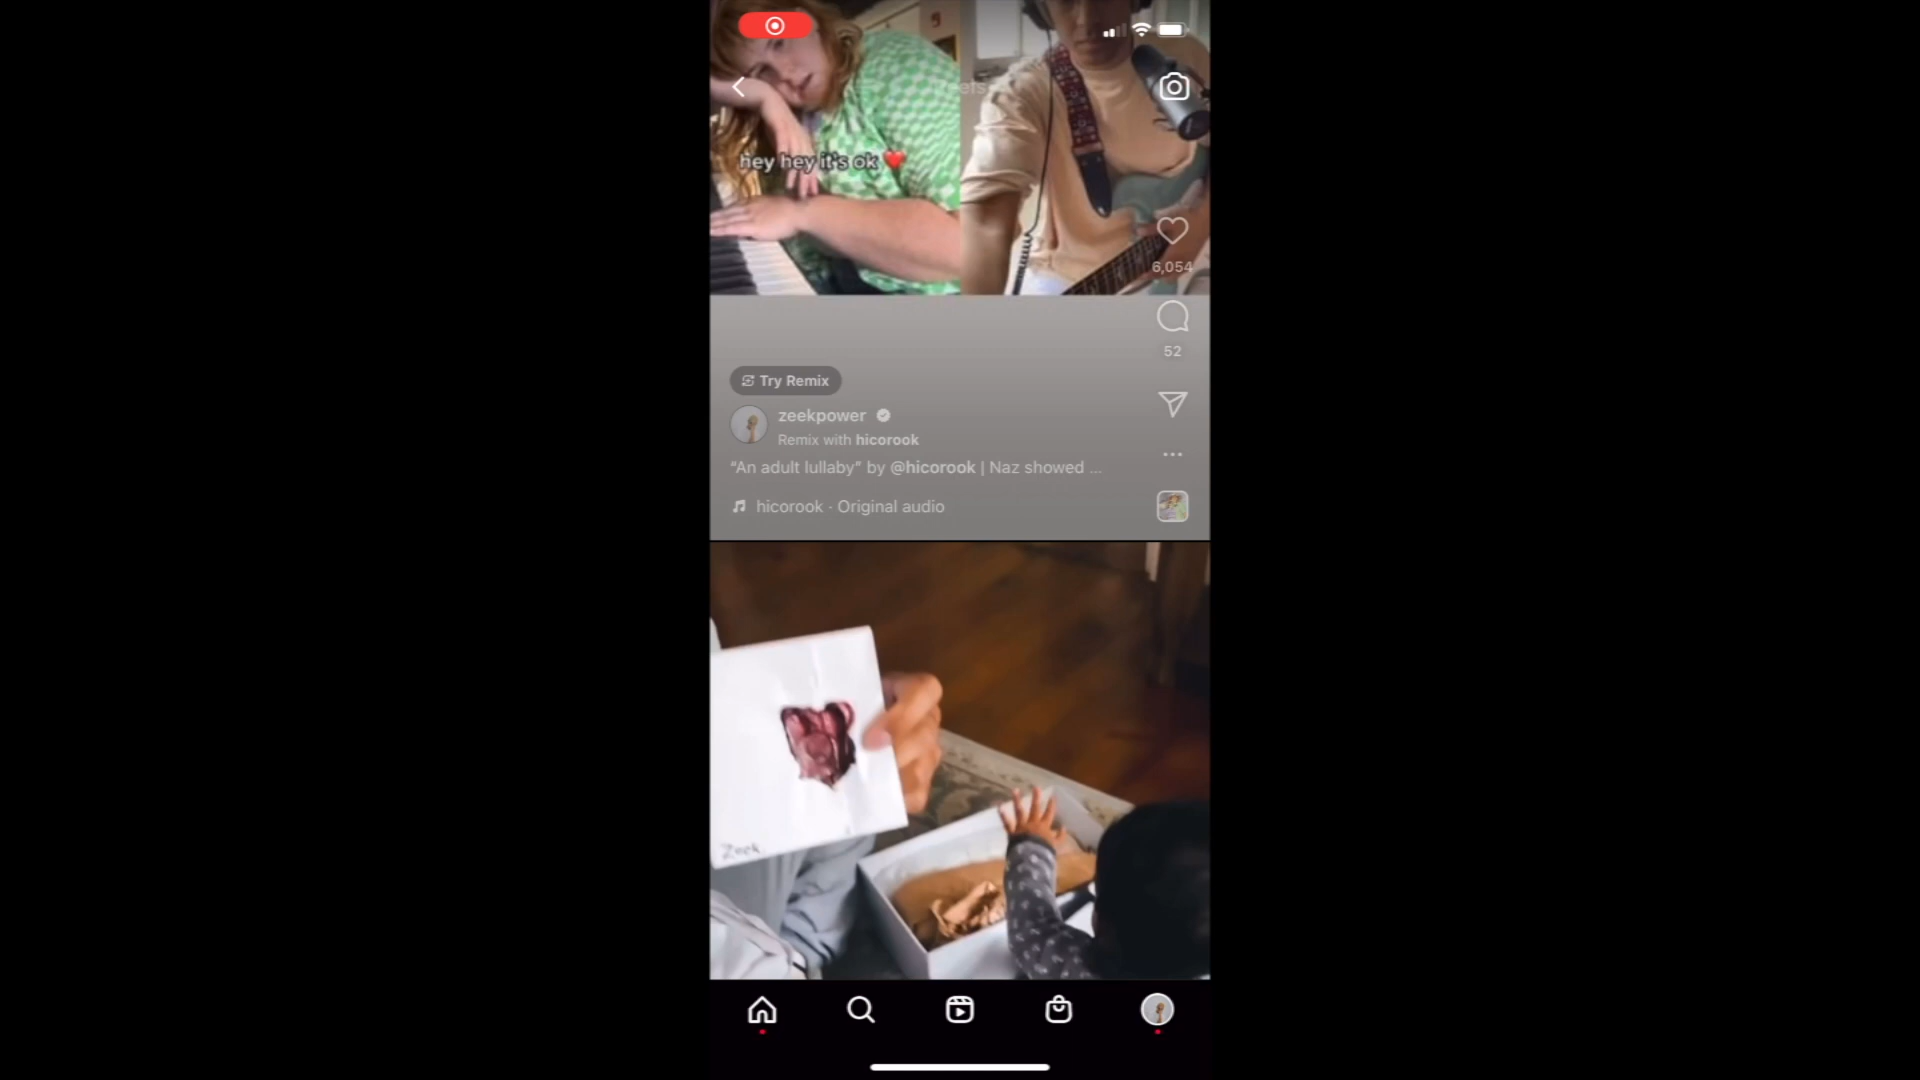 hey hey it's ok ❤️
6,054
52
Try Remix
zeekpower
Remix with hicorook
“An adult lullaby” by @hicorook | Naz showed ...
hicorook · Original audio
Zeek